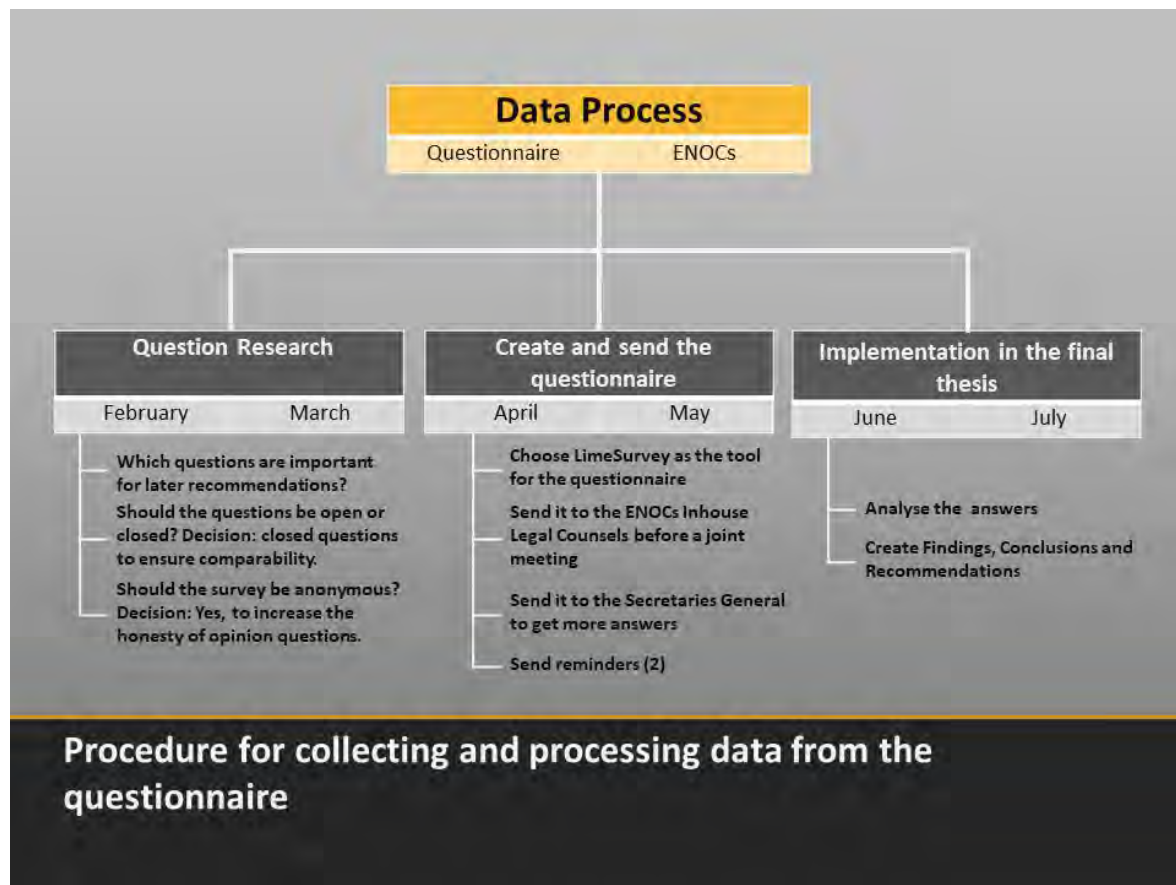 Data Process
Questionnaire ENOCs
Question Research
February March
Which questions are important
for later recommendations?
Should the questions be open or
closed? Decision: closed questions
to ensure comparability.
Should the survey be anonymous?
Decision: Yes, to increase the
honesty of opinion questions.
Create and send the
questionnaire
April May
Choose LimeSurvey as the tool
for the questionnaire
Send it to the ENOCs Inhouse
Legal Counsels before a joint
meeting
Send it to the Secretaries General
to get more answers
Send reminders (2)
Implementation in the final
thesis
June July
Analyse the answers
Create Findings, Conclusions and
Recommendations
Procedure for collecting and processing data from the
questionnaire